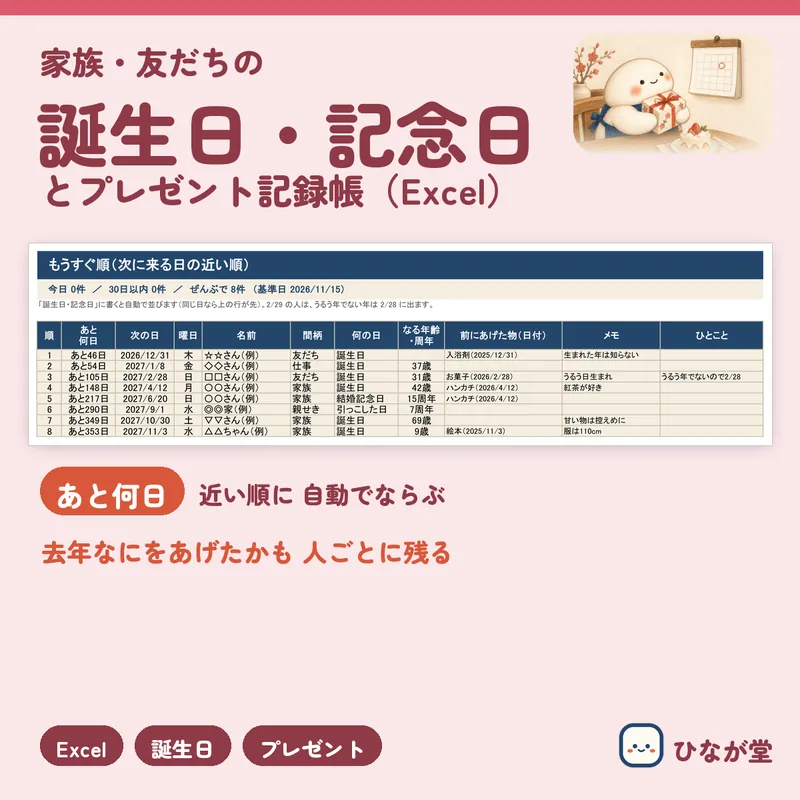 家族・友だちの
誕生日・記念日
とプレゼント記録帳（Excel）
もうすぐ順（次に来る日の近い順）
今日 0件 ／ 30日以内 0件 ／ ぜんぶで 8件 （基準日 2026/11/15）
「誕生日・記念日」に書くと自動で並びます（同じ日なら上の行が先）。2/29 の人は、うるう年でない年は 2/28 に出ます。
順 あと何日 次の日 曜日 名前 間柄 何の日 なる年齢・周年 前にあげた物（日付） メモ ひとこと
1 あと46日 2026/12/31 木 ☆☆さん（例） 友だち 誕生日 入浴剤（2025/12/31） 生まれた年は知らない
2 あと54日 2027/1/8 金 ◇◇さん（例） 仕事 誕生日 37歳
3 あと105日 2027/2/28 日 □□さん（例） 友だち 誕生日 31歳 お菓子（2026/2/28） うるう日生まれ うるう年でないので2/28
4 あと148日 2027/4/12 月 〇〇さん（例） 家族 誕生日 42歳 ハンカチ（2026/4/12） 紅茶が好き
5 あと217日 2027/6/20 日 〇〇さん（例） 家族 結婚記念日 15周年 ハンカチ（2026/4/12）
6 あと290日 2027/9/1 水 ◎◎家（例） 親せき 引っこした日 7周年
7 あと349日 2027/10/30 土 ▽▽さん（例） 家族 誕生日 69歳 甘い物は控えめに
8 あと353日 2027/11/3 水 △△ちゃん（例） 家族 誕生日 9歳 絵本（2025/11/3） 服は110cm
あと何日 近い順に 自動でならぶ
去年なにをあげたかも 人ごとに残る
Excel 誕生日 プレゼント
ひなが堂